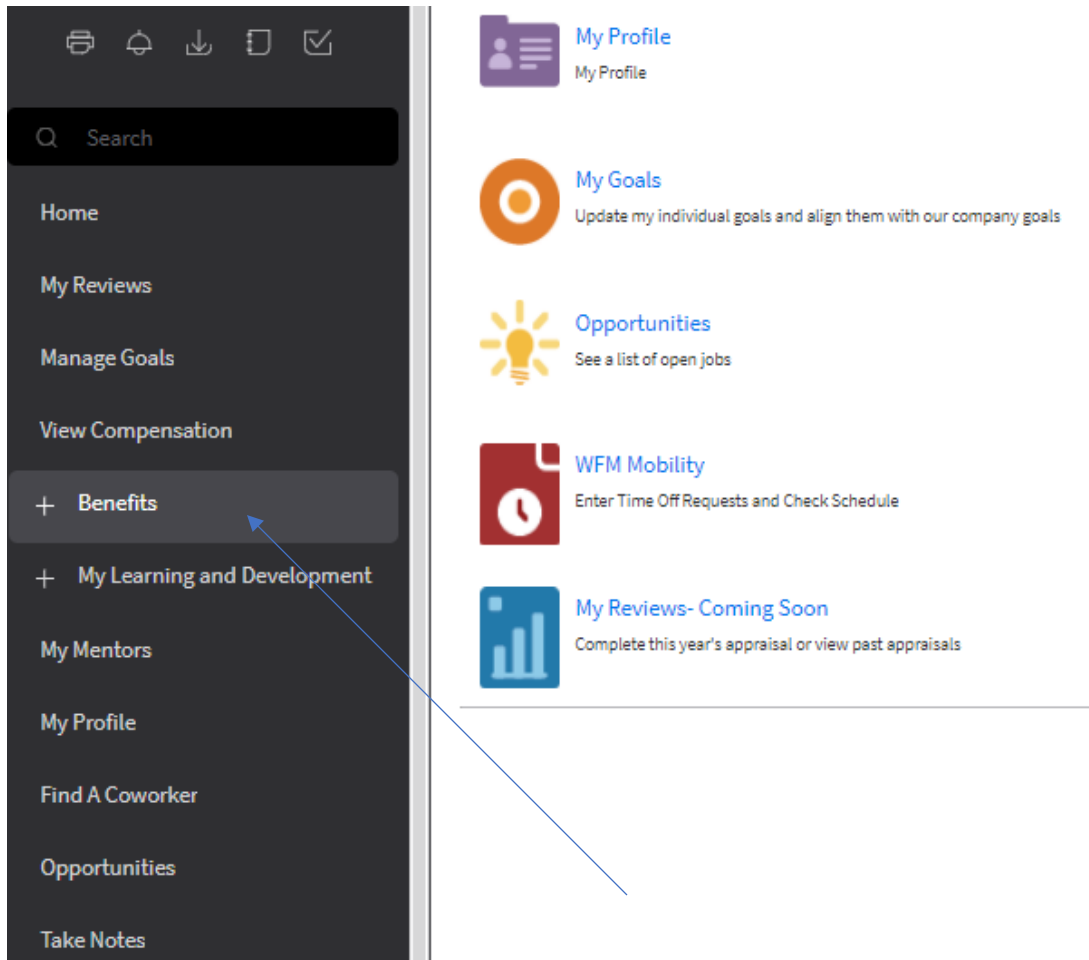 Search
Home
My Reviews
Manage Goals
View Compensation
+ Benefits
+ My Learning and Development
My Mentors
My Profile
Find A Coworker
Opportunities
Take Notes
My Profile
My Profile
My Goals
Update my individual goals and align them with our company goals
Opportunities
See a list of open jobs
WFM Mobility
Enter Time Off Requests and Check Schedule
My Reviews- Coming Soon
Complete this year's appraisal or view past appraisals